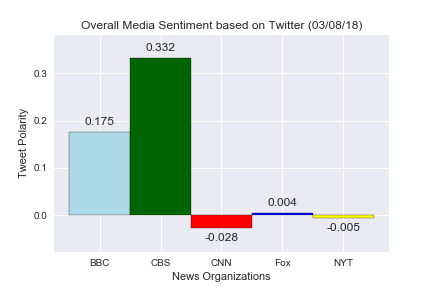 Overall Media Sentiment based on Twitter (03/08/18)
0.332
0.3
0.2
0.175
Tweet Polarity
0.1
0.004
0.0
-0.005
-0.028
BBC CBS CNN Fox NYT
News Organizations